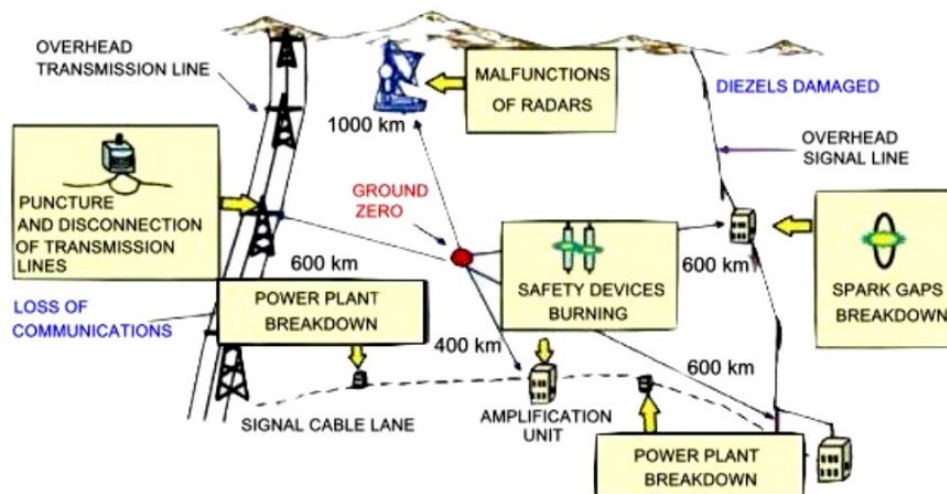 OVERHEAD
TRANSMISSION LINE
MALFUNCTIONS
OF RADARS
DIEZELS DAMAGED
1000 km
OVERHEAD
SIGNAL LINE
PUNCTURE
AND DISCONNECTION
OF TRANSMISSION
LINES
GROUND
ZERO
600 km
SAFETY DEVICES
BURNING
600 km
SPARK GAPS
BREAKDOWN
LOSS OF
COMMUNICATIONS
POWER PLANT
BREAKDOWN
400 km
600 km
SIGNAL CABLE LANE
AMPLIFICATION
UNIT
POWER PLANT
BREAKDOWN